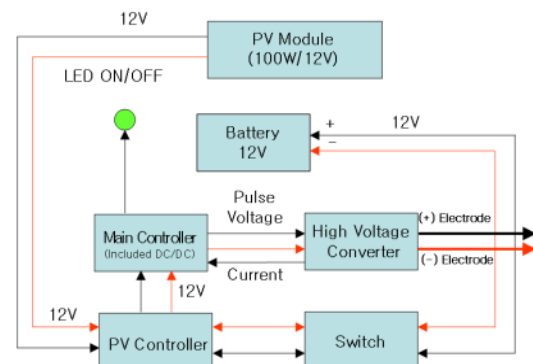 12V
PV Module
(100W/12V)
LED ON/OFF
Battery
12V
+
−
12V
Pulse
Voltage
Main Controller
(Included DC/DC)
High Voltage
Converter
(+) Electrode
(−) Electrode
Current
12V
12V
PV Controller
Switch